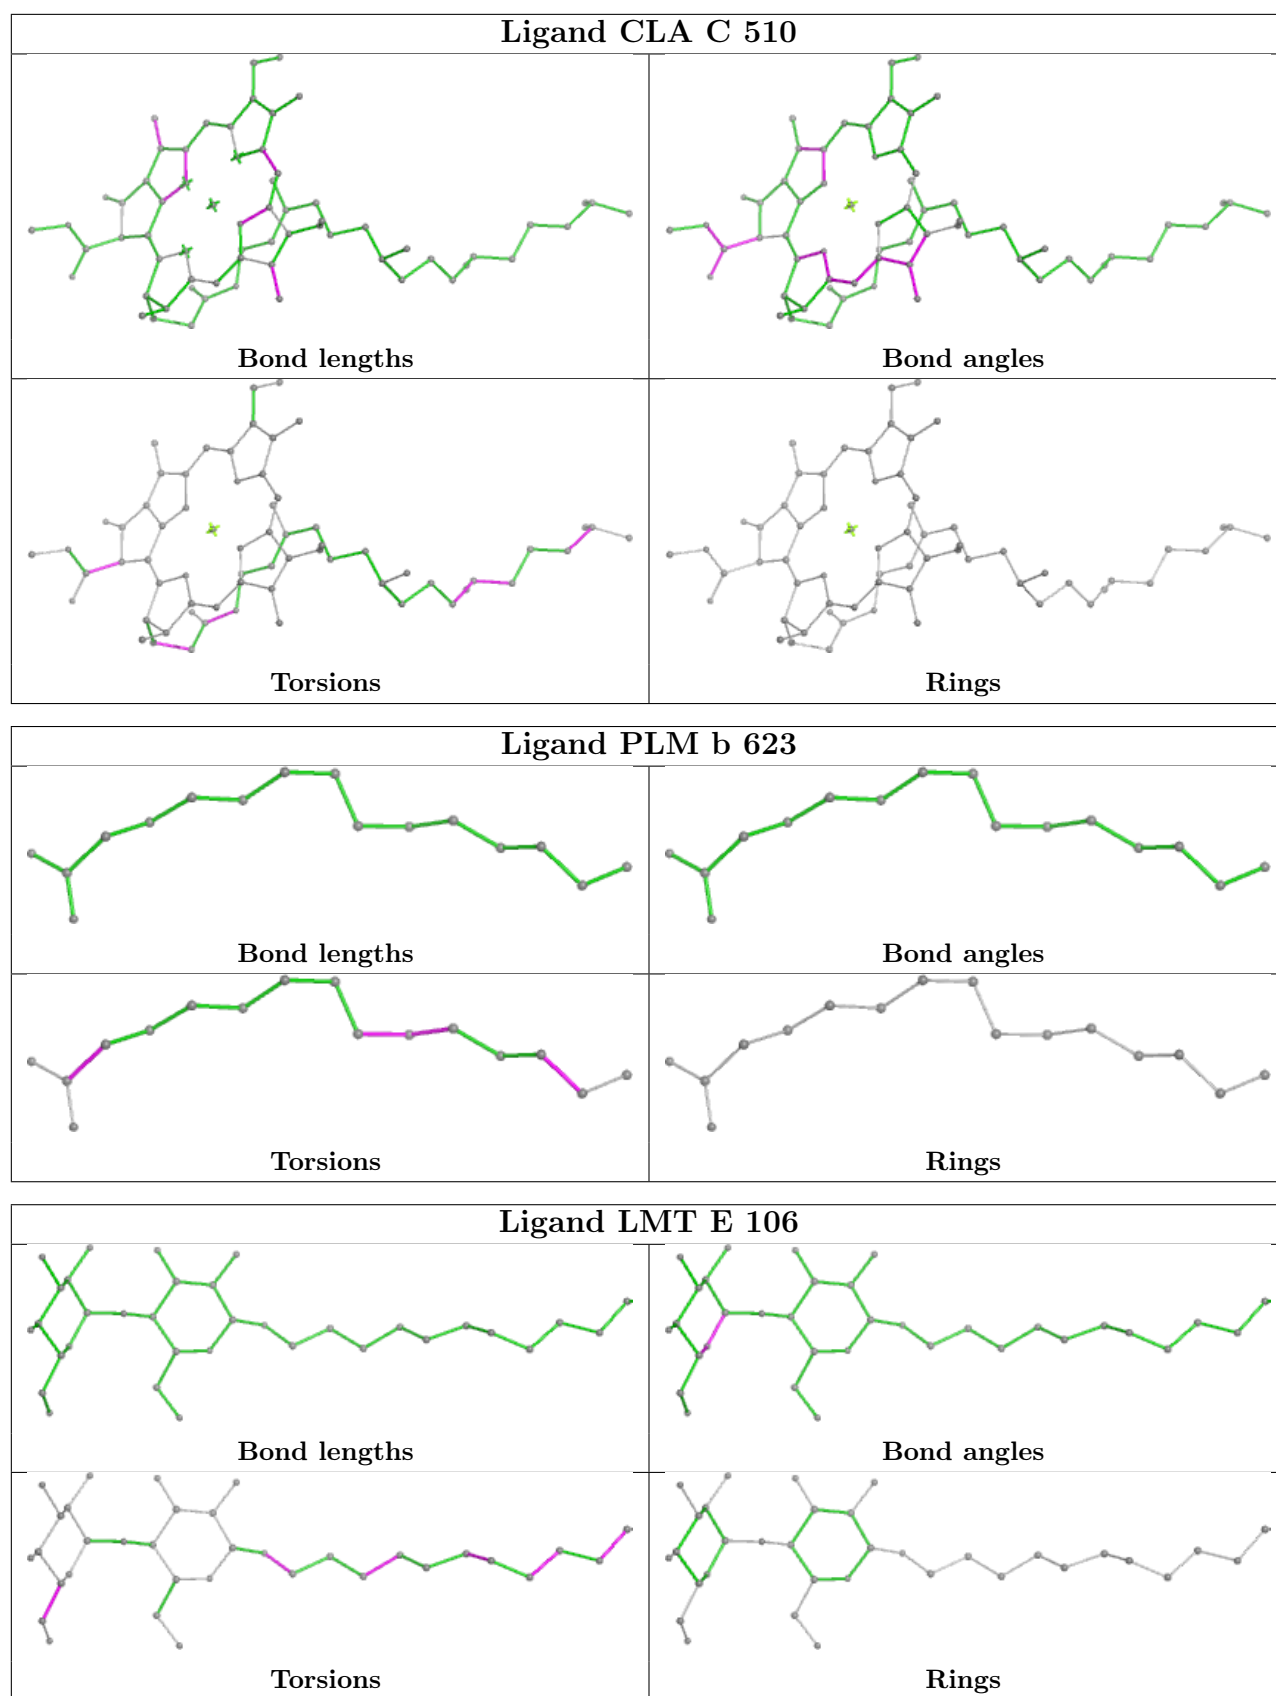 Ligand CLA C 510
Bond lengths
Bond angles
Torsions
Rings
Ligand PLM b 623
Bond lengths
Bond angles
Torsions
Rings
Ligand LMT E 106
Bond lengths
Bond angles
Torsions
Rings